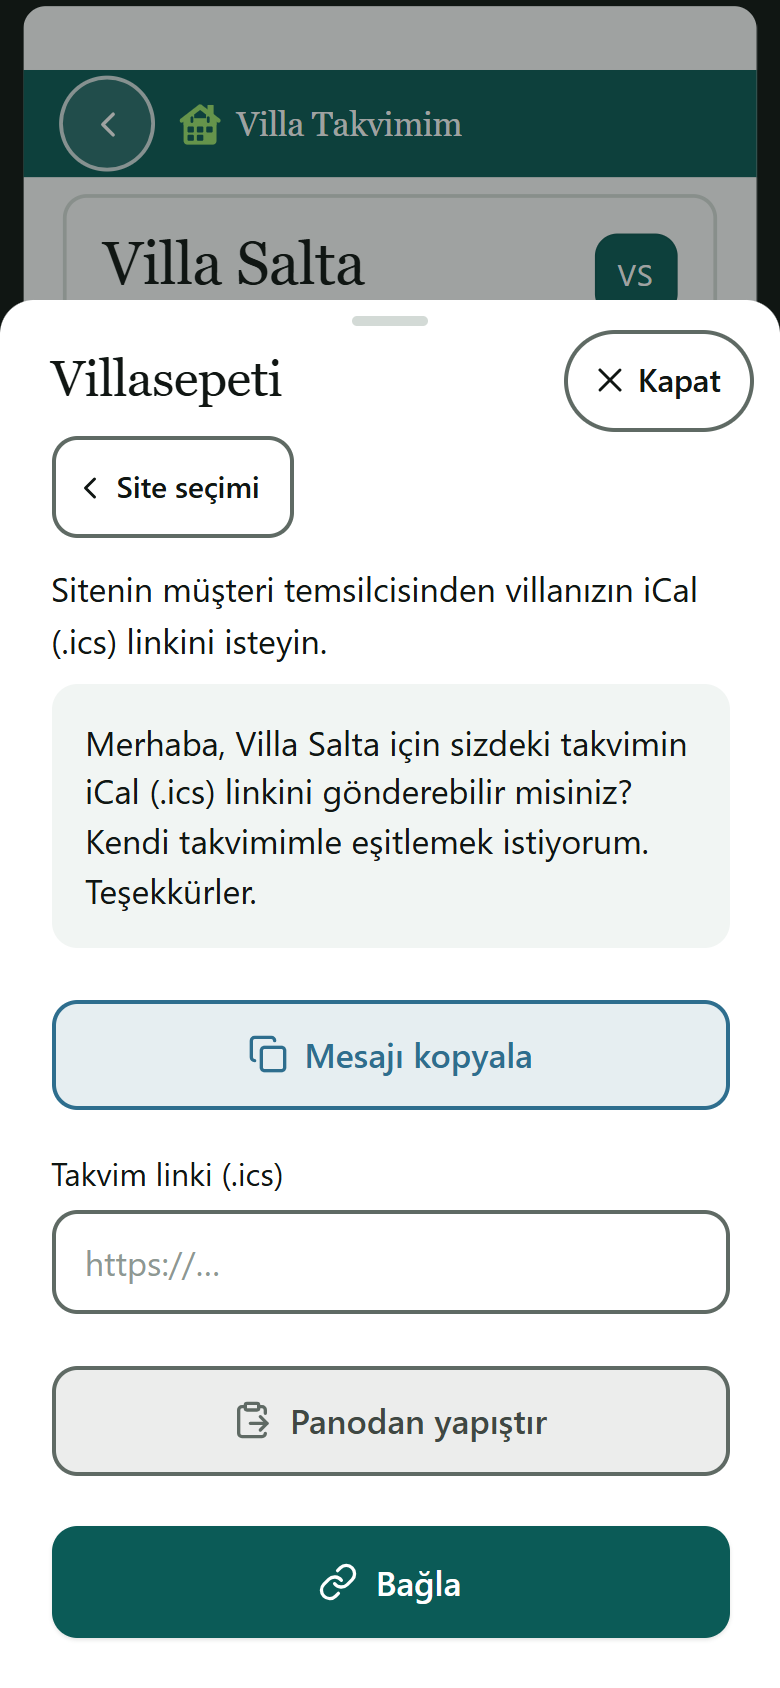 Villa Takvimim
Villa Salta
VS
Villasepeti
Kapat
Site seçimi
Sitenin müşteri temsilcisinden villanızın iCal
(.ics) linkini isteyin.
Merhaba, Villa Salta için sizdeki takvimin
iCal (.ics) linkini gönderebilir misiniz?
Kendi takvimimle eşitlemek istiyorum.
Teşekkürler.
Mesajı kopyala
Takvim linki (.ics)
https://...
Panodan yapıştır
Bağla